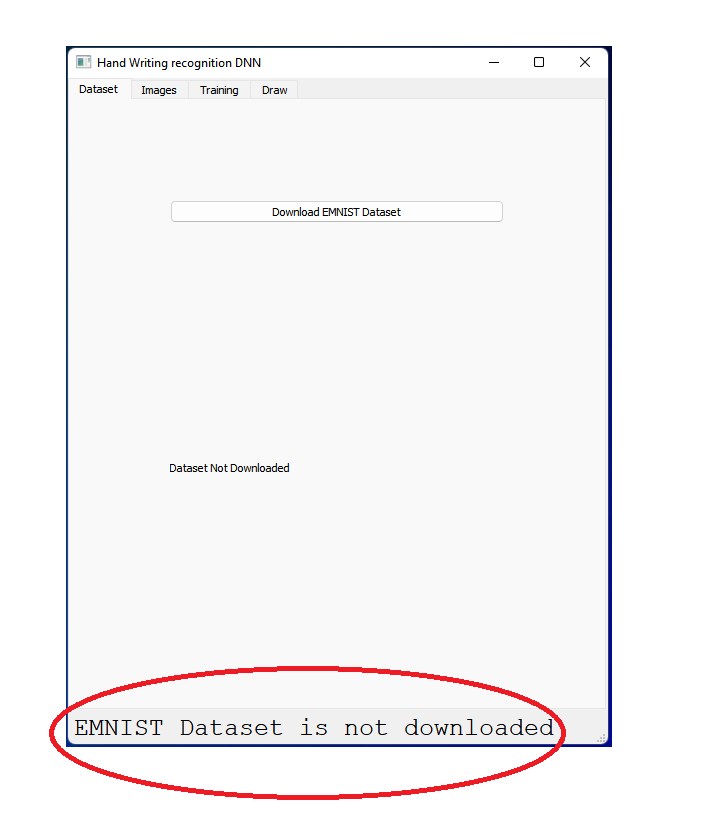 Hand Writing recognition DNN
Dataset Images Training Draw
Download EMNIST Dataset
Dataset Not Downloaded
EMNIST Dataset is not downloaded